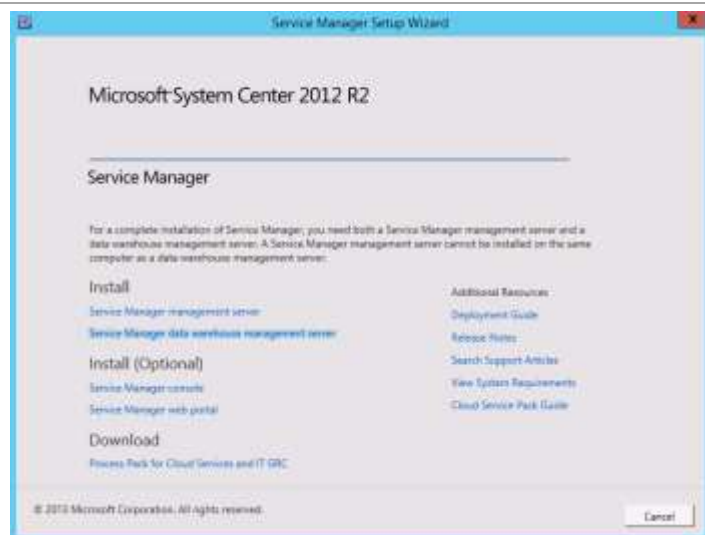 Service Manager Setup Wizard
Microsoft System Center 2012 R2
Service Manager
For a complete installation of Service Manager, you need both a Service Manager management server and a
data warehouse management server. A Service Manager management server cannot be installed on the same
computer as a data warehouse management server.
Install
Service Manager management server
Service Manager data warehouse management server
Install (Optional)
Service Manager console
Service Manager web portal
Download
Process Pack for Cloud Services and IT GRC
Additional Resources
Deployment Guide
Release Notes
Search Support Articles
View System Requirements
Cloud Service Pack Guide
© 2013 Microsoft Corporation. All rights reserved.
Cancel